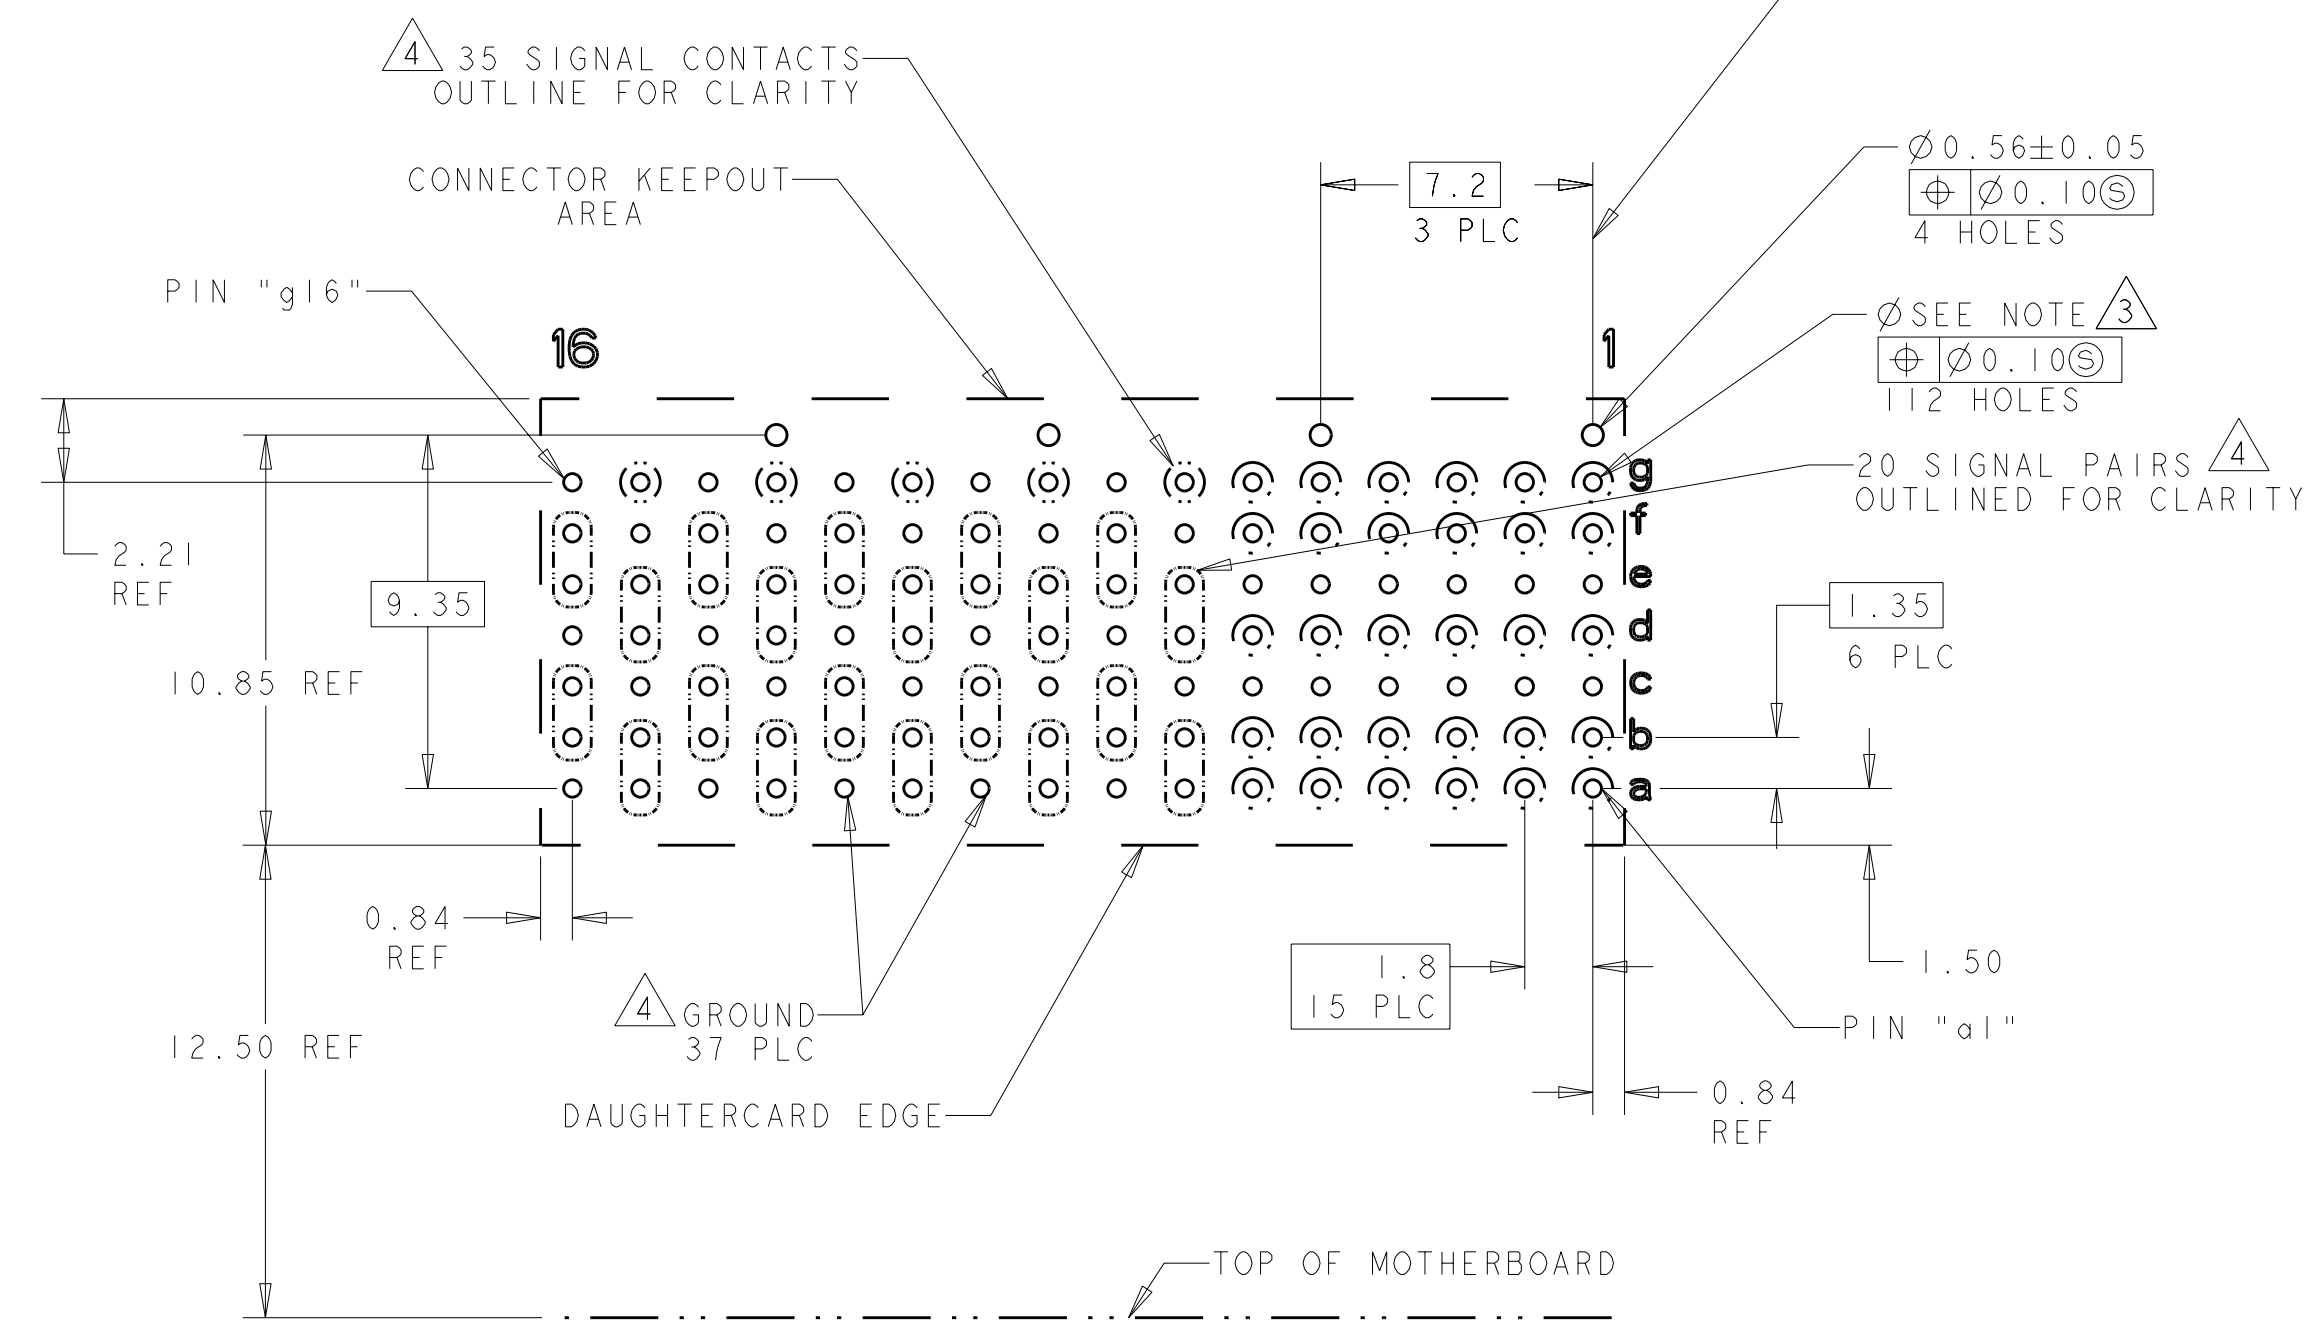 4 35 SIGNAL CONTACTS
OUTLINE FOR CLARITY
CONNECTOR KEEPOUT
AREA
7.2
3 PLC
Ø0.56±0.05
⌖ Ø0.10Ⓢ
4 HOLES
PIN "g16"
ØSEE NOTE 3
⌖ Ø0.10Ⓢ
112 HOLES
16
1
20 SIGNAL PAIRS 4
OUTLINED FOR CLARITY
g
f
e
d
c
b
a
2.21
REF
9.35
10.85 REF
1.35
6 PLC
0.84
REF
1.8
15 PLC
1.50
4 GROUND
37 PLC
PIN "a1"
12.50 REF
DAUGHTERCARD EDGE
0.84
REF
TOP OF MOTHERBOARD